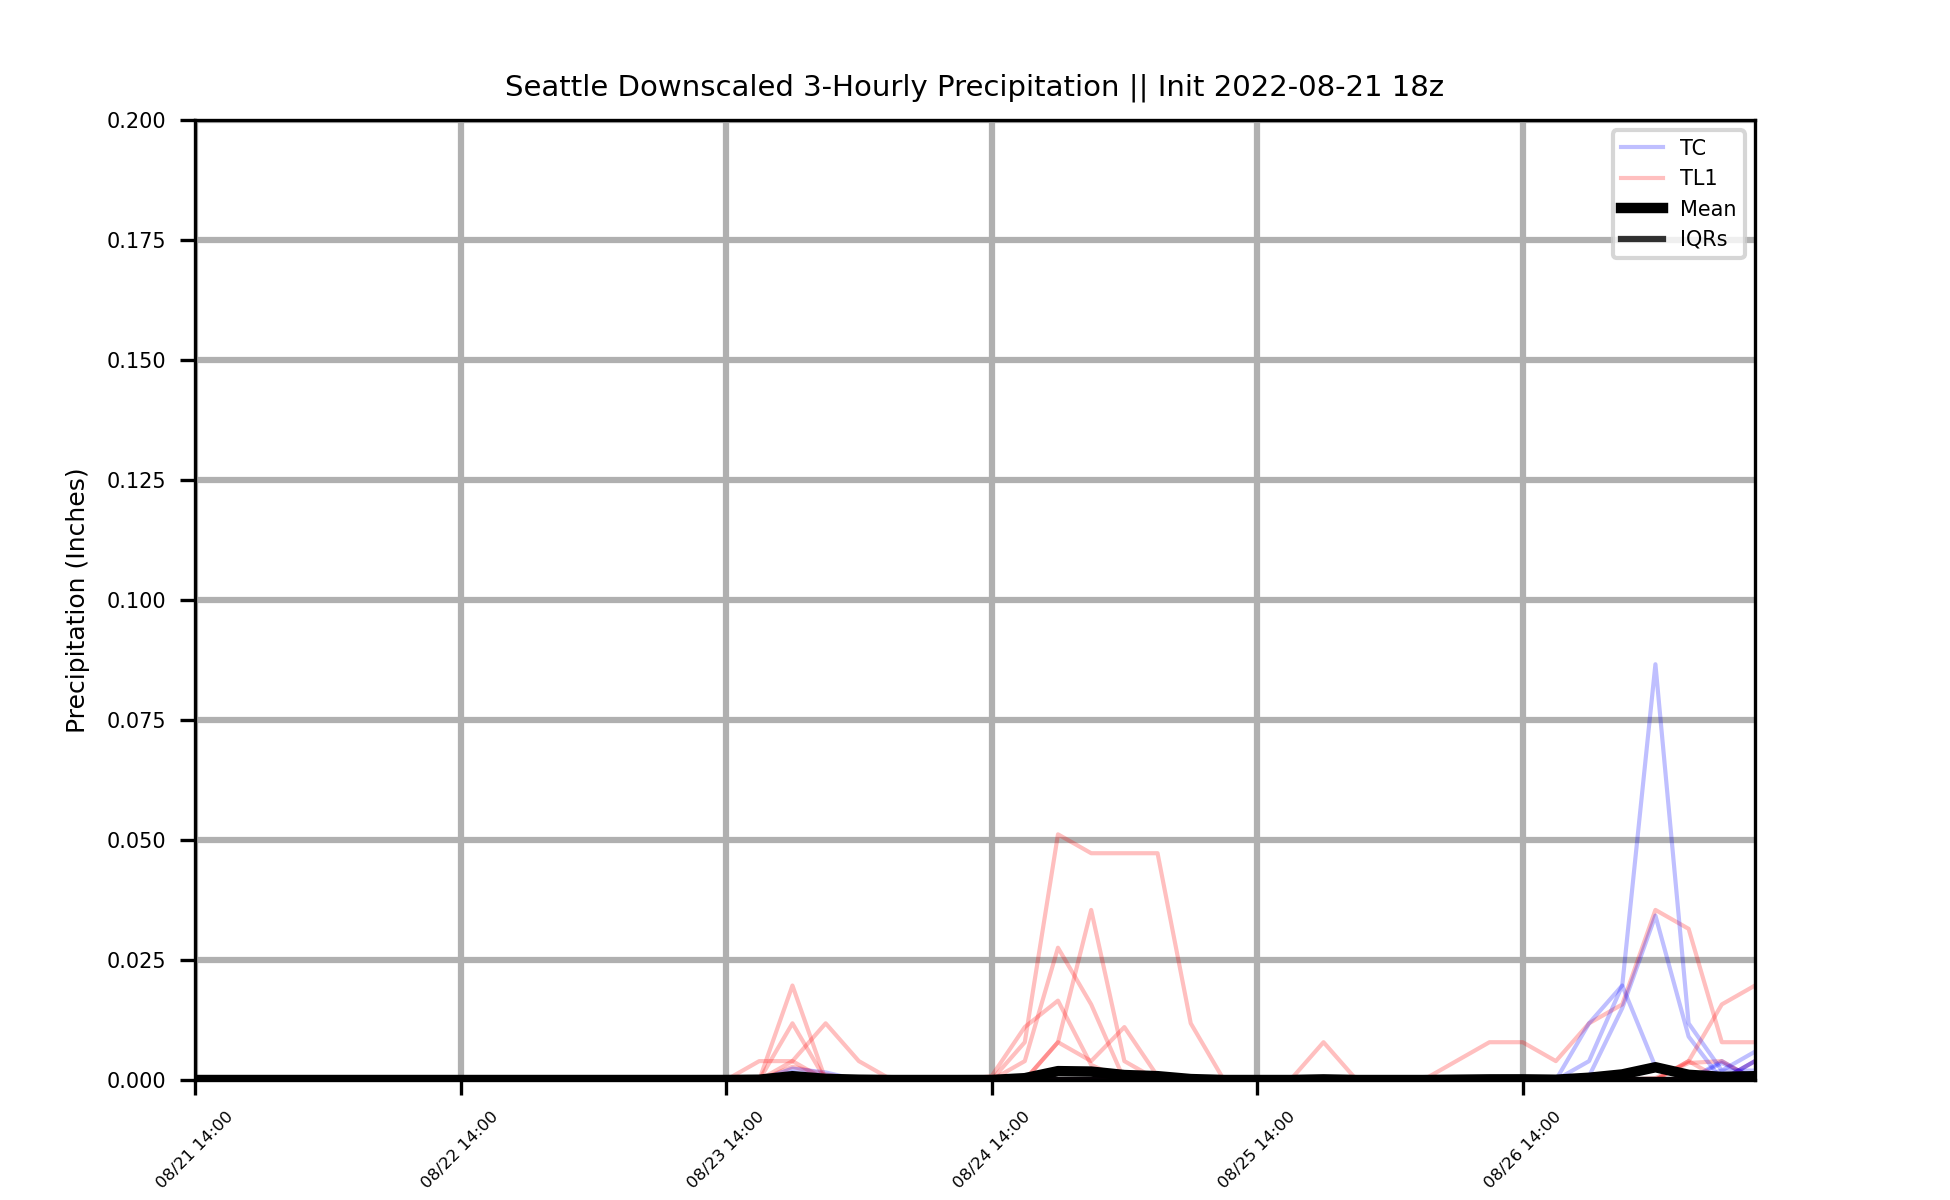 Seattle Downscaled 3-Hourly Precipitation || Init 2022-08-21 18z
0.200
0.175
0.150
0.125
0.100
0.075
0.050
0.025
0.000
Precipitation (Inches)
TC
TL1
Mean
IQRs
08/21 14:00
08/22 14:00
08/23 14:00
08/24 14:00
08/25 14:00
08/26 14:00